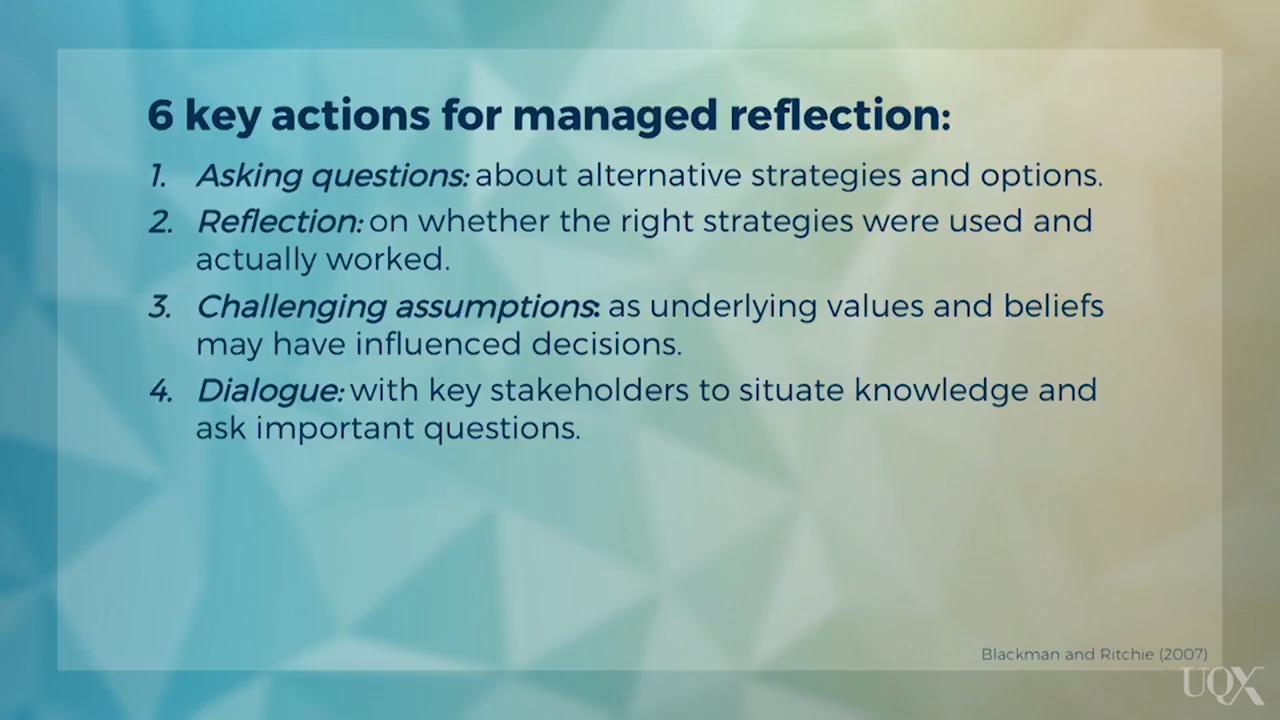 6 key actions for managed reflection:
1. Asking questions: about alternative strategies and options.
2. Reflection: on whether the right strategies were used and
actually worked.
3. Challenging assumptions: as underlying values and beliefs
may have influenced decisions.
4. Dialogue: with key stakeholders to situate knowledge and
ask important questions.
Blackman and Ritchie (2007)
UQX